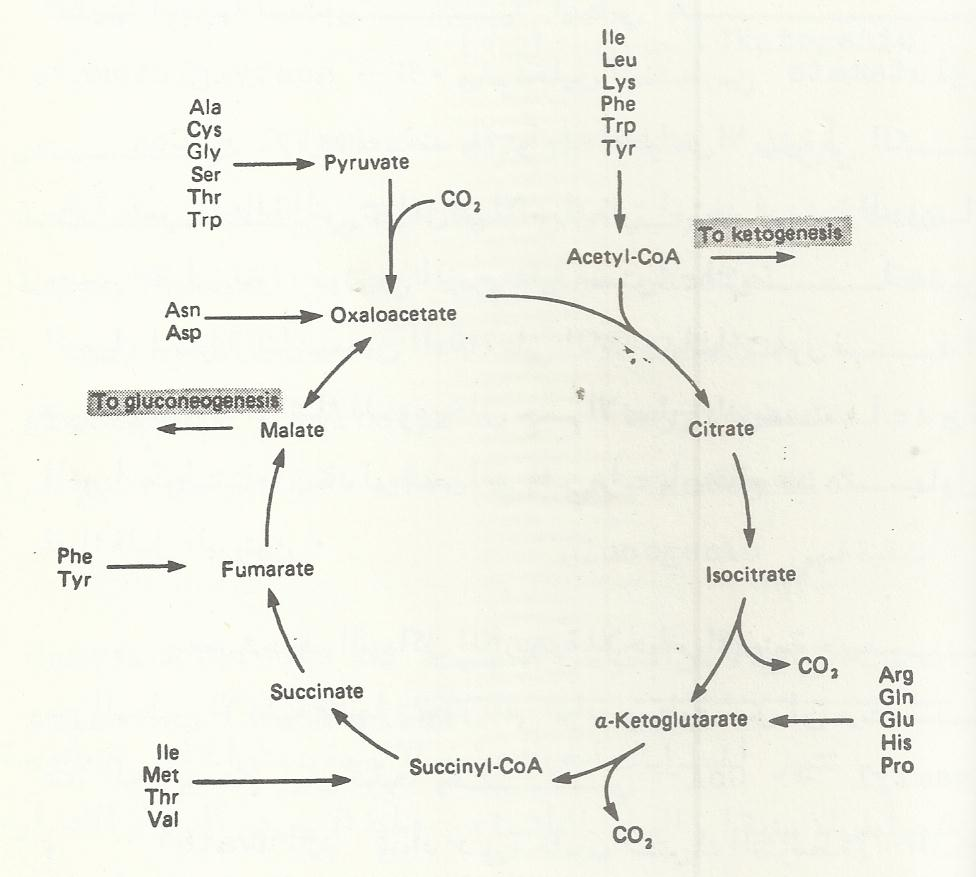 Ile
Leu
Lys
Phe
Trp
Tyr
Ala
Cys
Gly
Ser
Thr
Trp
Pyruvate
CO2
Acetyl-CoA
To ketogenesis
Asn
Asp
Oxaloacetate
To gluconeogenesis
Malate
Citrate
Phe
Tyr
Fumarate
Isocitrate
CO2
Succinate
α-Ketoglutarate
Arg
Gln
Glu
His
Pro
Ile
Met
Thr
Val
Succinyl-CoA
CO2